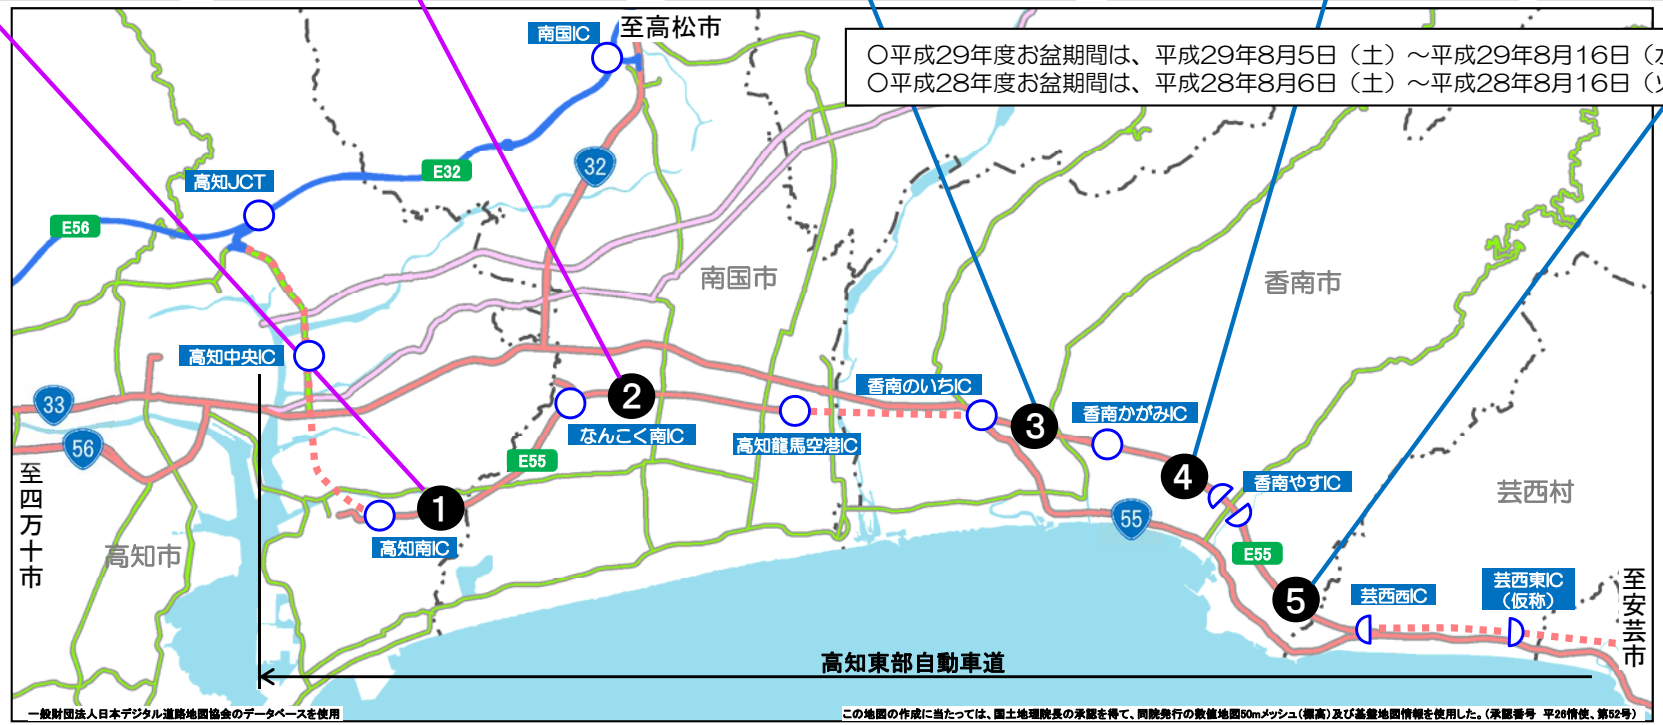 南国IC
至高松市
○平成29年度お盆期間は、平成29年8月5日（土）～平成29年8月16日（
○平成28年度お盆期間は、平成28年8月6日（土）～平成28年8月16日（
32
E32
高知JCT
E56
南国市
香南市
高知中央IC
33
56
2
香南のいちIC
3
香南かがみIC
なんこく南IC
高知龍馬空港IC
E55
4
香南やすIC
芸西村
至四万十市
1
55
高知南IC
高知市
E55
5
芸西西IC
芸西東IC
（仮称）
至安芸市
高知東部自動車道
一般財団法人日本デジタル道路地図協会のデータベースを使用
この地図の作成に当たっては、国土地理院長の承認を得て、同院発行の数値地図50mメッシュ（標高）及び基盤地図情報を使用した。（承認番号 平26情使、第52号）